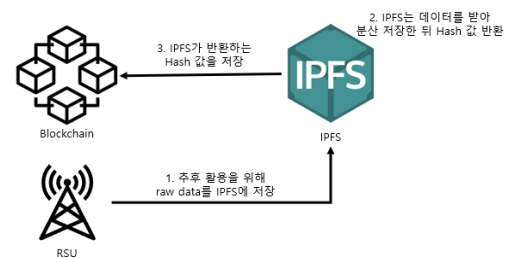 2. IPFS는 데이터를 받아
분산 저장한 뒤 Hash 값 반환
3. IPFS가 반환하는
Hash 값을 저장
IPFS
Blockchain
IPFS
1. 추후 활용을 위해
raw data를 IPFS에 저장
RSU